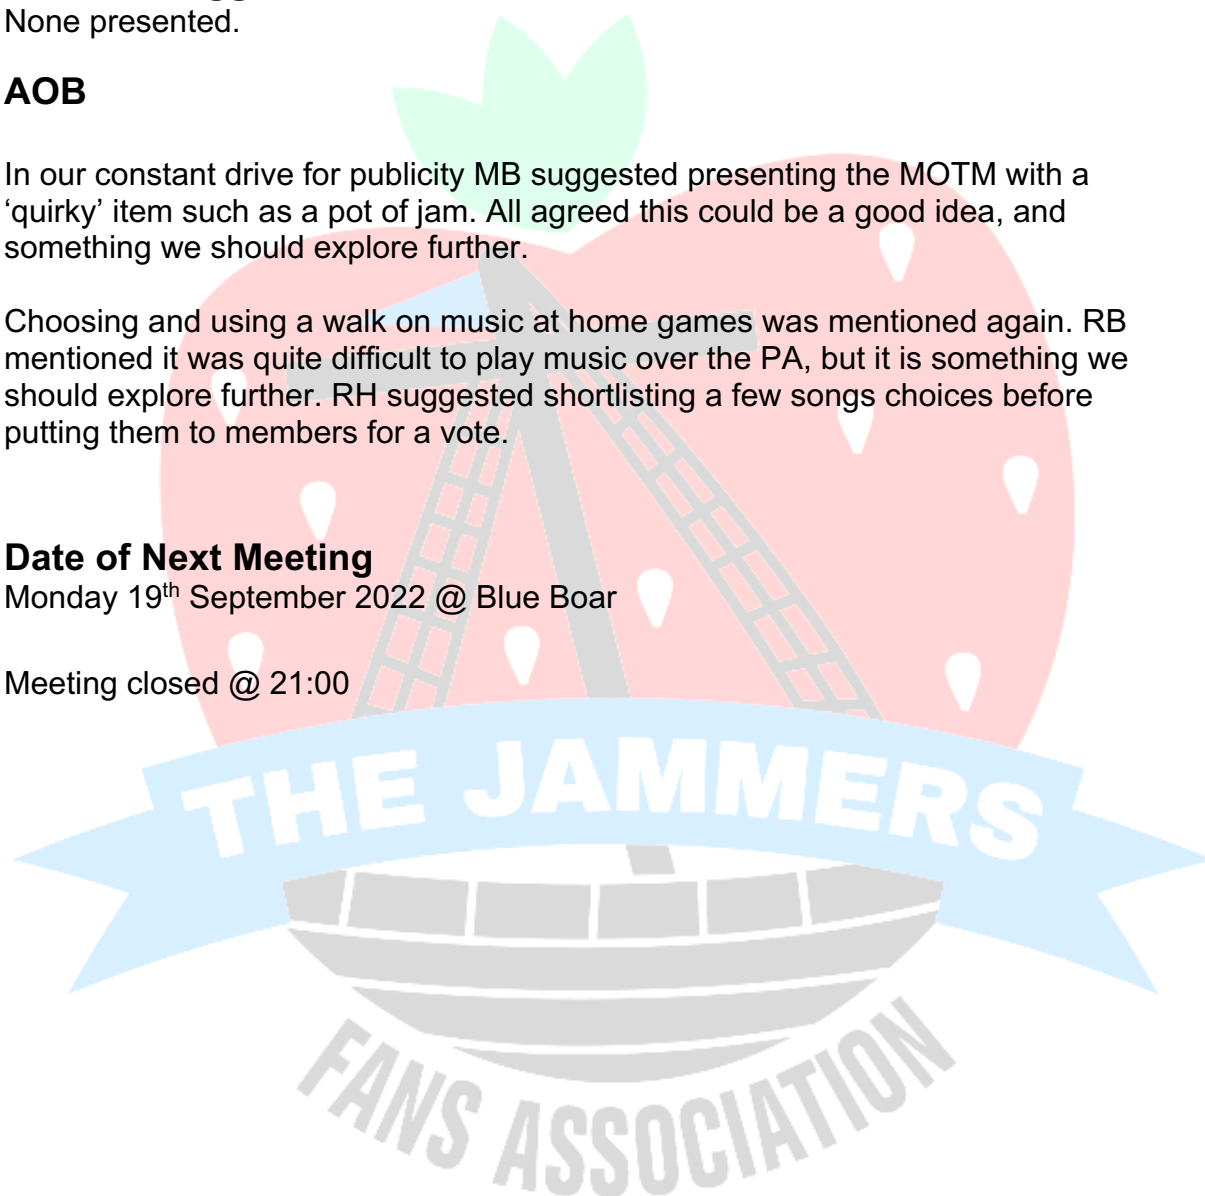 None presented.
AOB
In our constant drive for publicity MB suggested presenting the MOTM with a
‘quirky’ item such as a pot of jam. All agreed this could be a good idea, and
something we should explore further.
Choosing and using a walk on music at home games was mentioned again. RB
mentioned it was quite difficult to play music over the PA, but it is something we
should explore further. RH suggested shortlisting a few songs choices before
putting them to members for a vote.
Date of Next Meeting
Monday 19th September 2022 @ Blue Boar
Meeting closed @ 21:00
THE JAMMERS
FANS ASSOCIATION